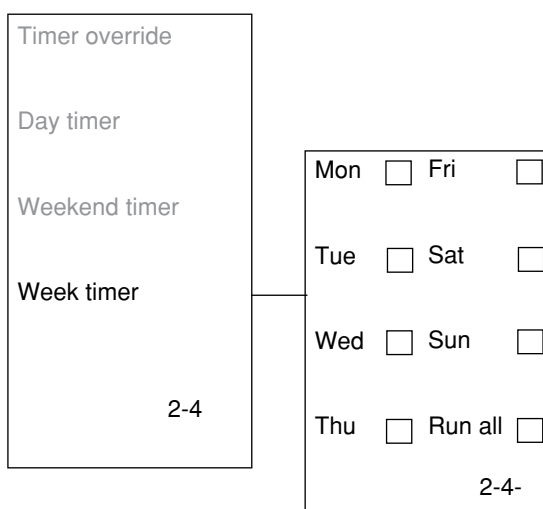 Timer override
Day timer
Weekend timer
Week timer
2-4
Mon Fri
Tue Sat
Wed Sun
Thu Run all
2-4-